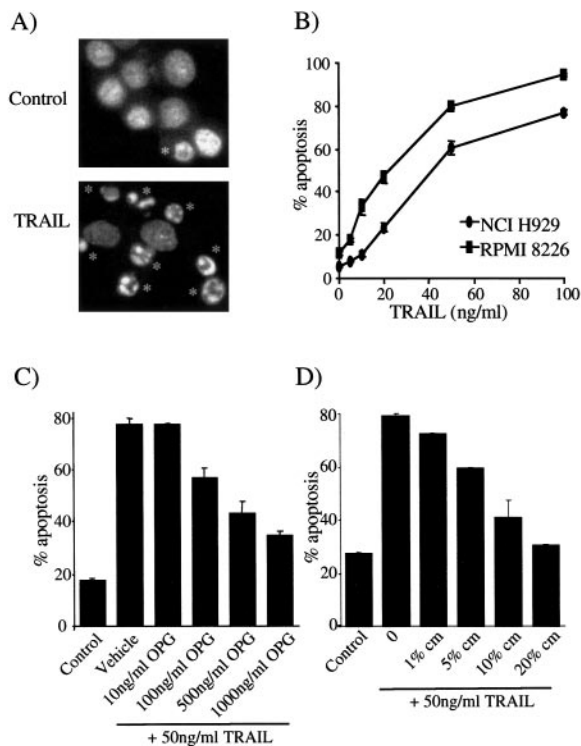 A)
Control
*
TRAIL
* * *
*
* *
*
* *
B)
% apoptosis
100
80
60
40
20
0
NCI H929
RPMI 8226
0 20 40 60 80 100
TRAIL (ng/ml)
C)
% apoptosis
80
60
40
20
0
Control
Vehicle
10ng/ml OPG
100ng/ml OPG
500ng/ml OPG
1000ng/ml OPG
+ 50ng/ml TRAIL
D)
% apoptosis
80
60
40
20
0
Control
0
1% cm
5% cm
10% cm
20% cm
+ 50ng/ml TRAIL